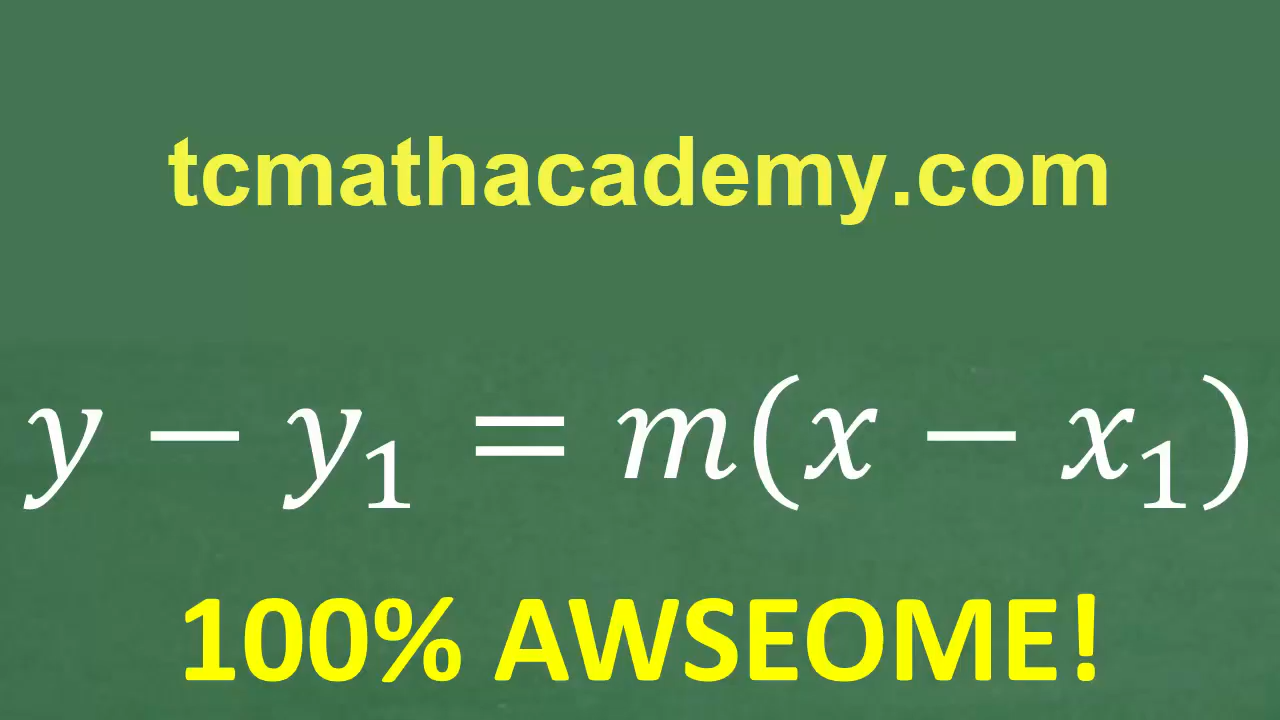 tcmathacademy.com
y − y₁ = m(x − x₁)
100% AWSEOME!